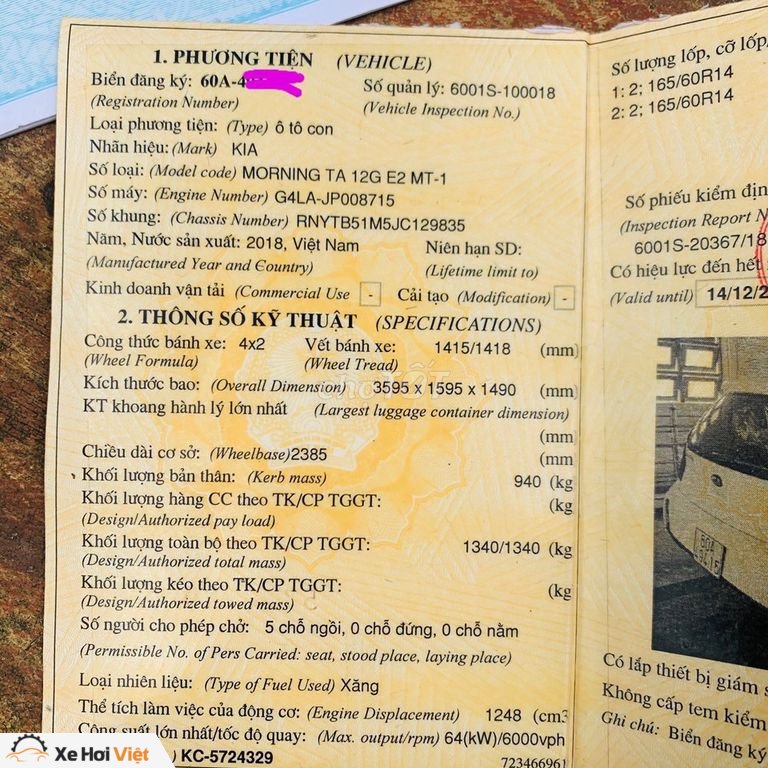 1. PHƯƠNG TIỆN (VEHICLE)
Biển đăng ký: 60A-4
(Registration Number)
Số quản lý: 6001S-100018
(Vehicle Inspection No.)
Loại phương tiện: (Type) ô tô con
Nhãn hiệu: (Mark) KIA
Số loại: (Model code) MORNING TA 12G E2 MT-1
Số máy: (Engine Number) G4LA-JP008715
Số khung: (Chassis Number) RNYTB51M5JC129835
Năm, Nước sản xuất: 2018, Việt Nam
(Manufactured Year and Country)
Niên hạn SD:
(Lifetime limit to)
Kinh doanh vận tải (Commercial Use - Cải tạo (Modification) -
2. THÔNG SỐ KỸ THUẬT (SPECIFICATIONS)
Công thức bánh xe: 4x2
(Wheel Formula)
Vết bánh xe: 1415/1418 (mm)
(Wheel Tread)
Kích thước bao: (Overall Dimension) 3595 x 1595 x 1490 (mm)
KT khoang hành lý lớn nhất (Largest luggage container dimension)
(mm)
Chiều dài cơ sở: (Wheelbase) 2385 (mm
Khối lượng bản thân: (Kerb mass) 940 (kg
Khối lượng hàng CC theo TK/CP TGGT: (kg
(Design/Authorized pay load)
Khối lượng toàn bộ theo TK/CP TGGT: 1340/1340 (kg
(Design/Authorized total mass)
Khối lượng kéo theo TK/CP TGGT: (kg
(Design/Authorized towed mass)
Số người cho phép chở: 5 chỗ ngồi, 0 chỗ đứng, 0 chỗ nằm
(Permissible No. of Pers Carried: seat, stood place, laying place)
Loại nhiên liệu: (Type of Fuel Used) Xăng
Thể tích làm việc của động cơ: (Engine Displacement) 1248 (cm3
Công suất lớn nhất/tốc độ quay: (Max. output/rpm) 64(kW)/6000vph
) KC-5724329
723466961
Số lượng lốp, cỡ lốp/
1: 2; 165/60R14
2: 2; 165/60R14
Số phiếu kiểm địn
(Inspection Report N
6001S-20367/18
Có hiệu lực đến hết
(Valid until) 14/12/2
60A
Có lắp thiết bị giám s
Không cấp tem kiểm
Ghi chú: Biển đăng ký
Xe Hơi Việt